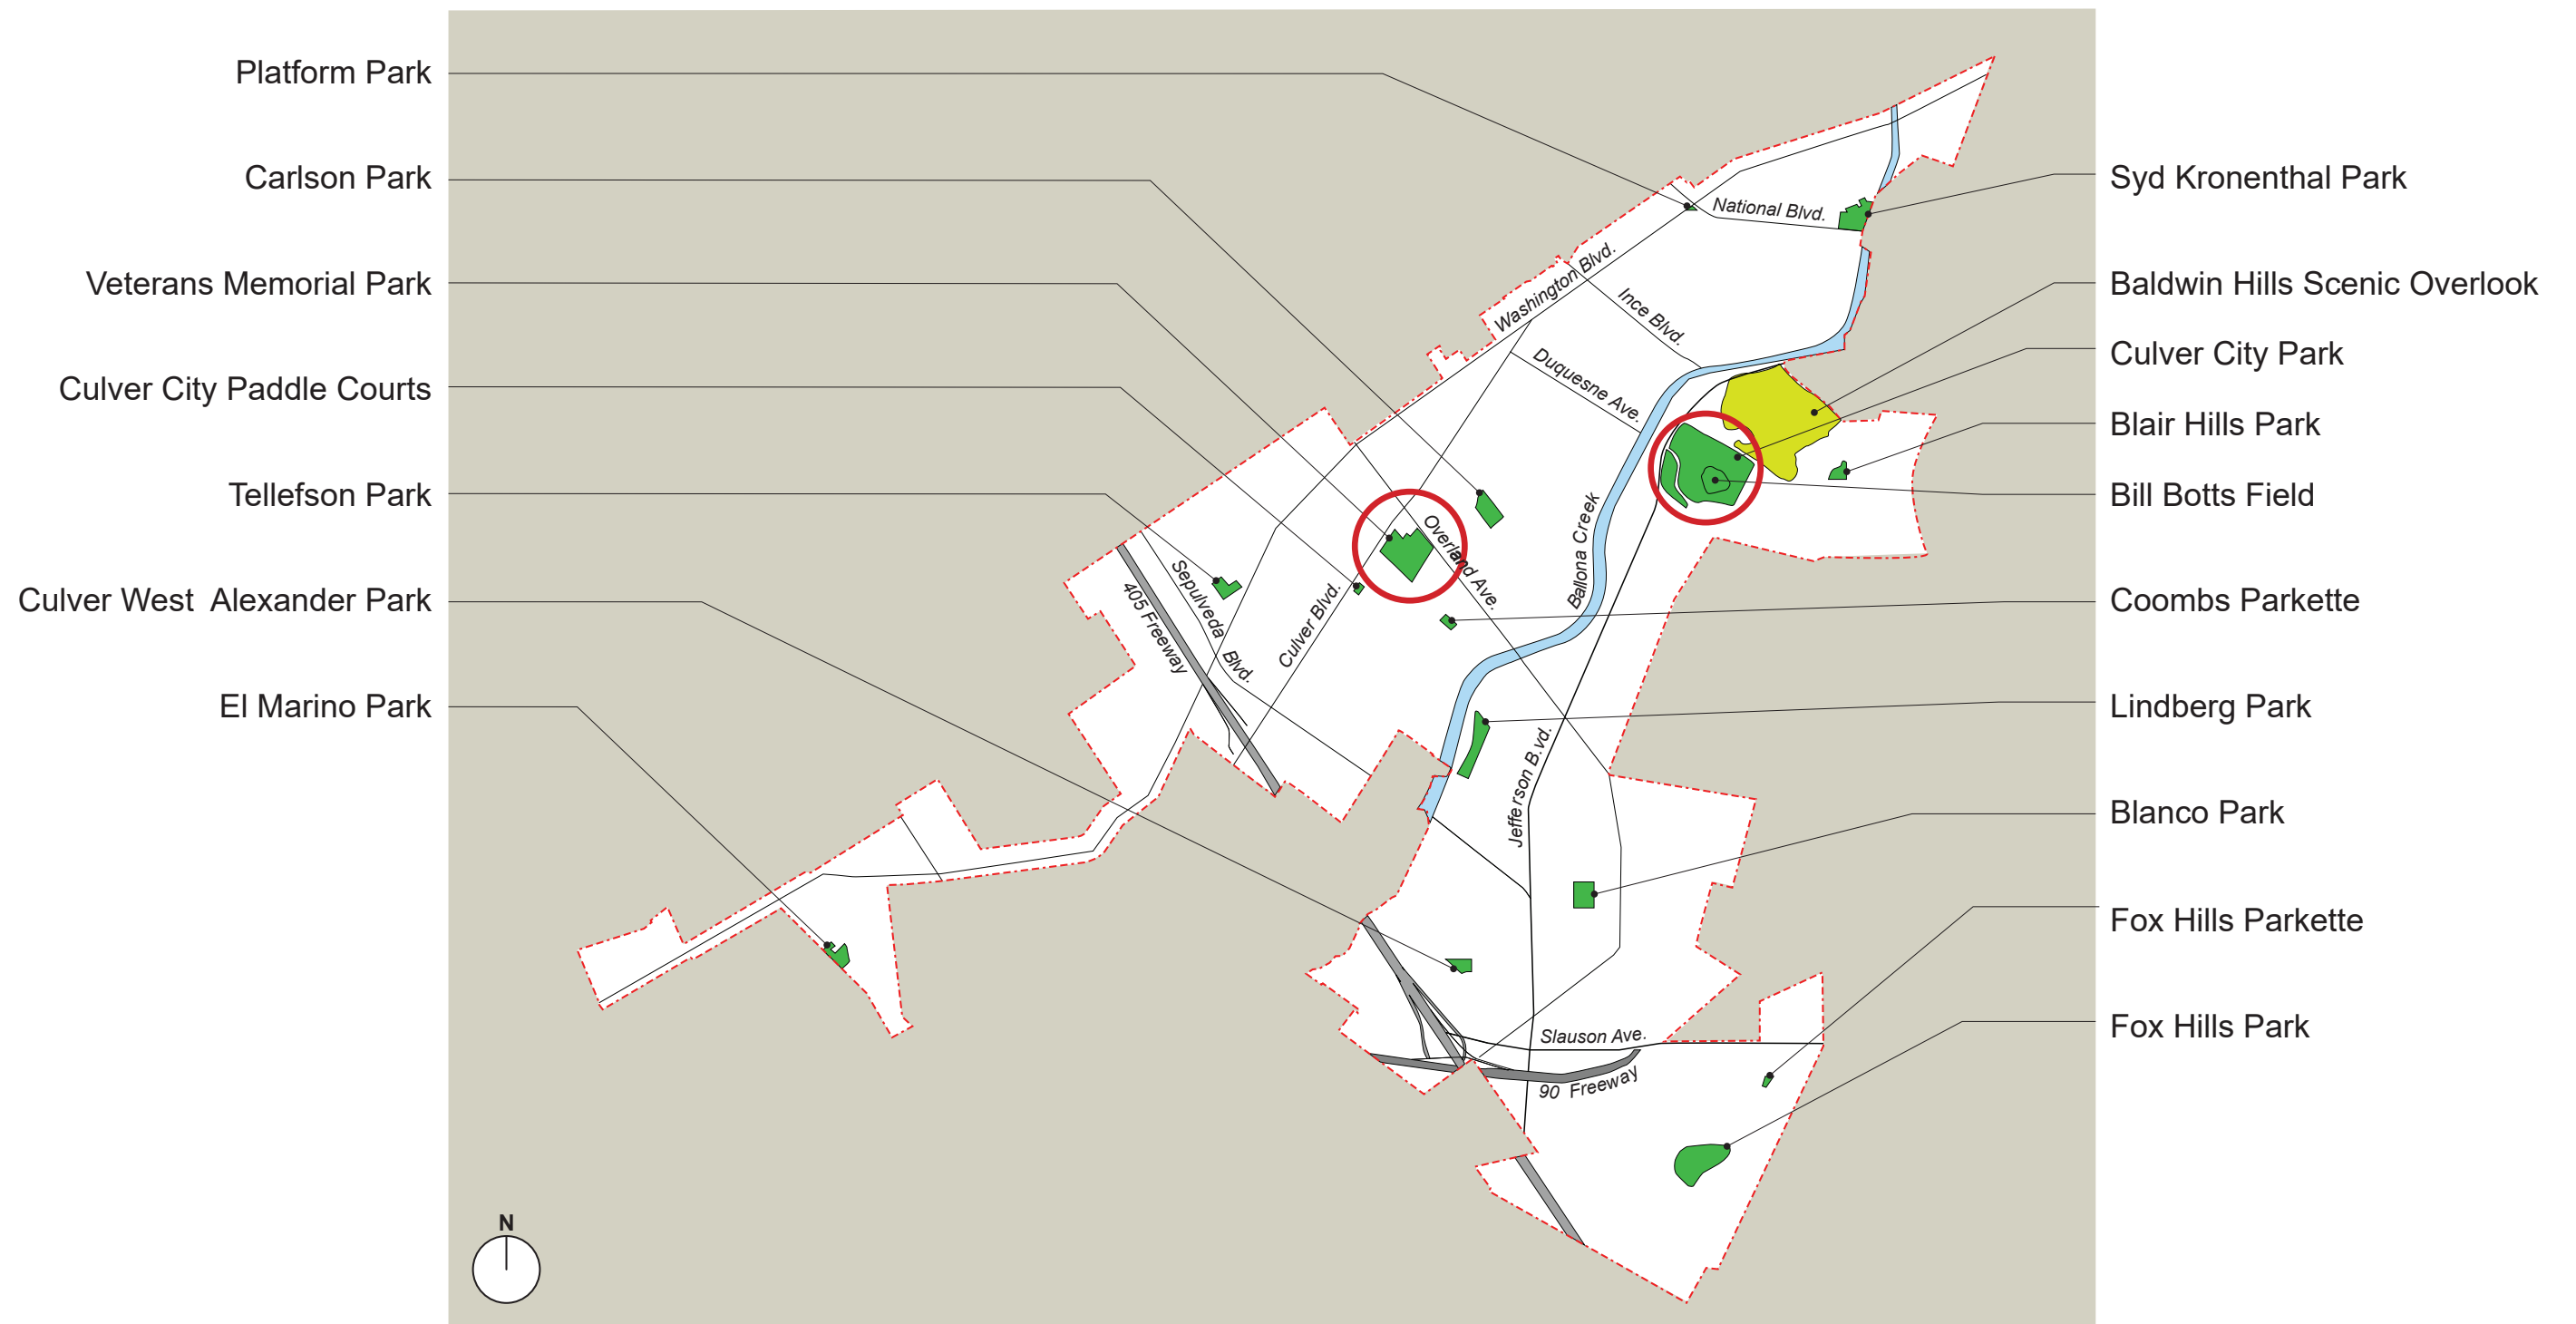 Platform Park
Carlson Park
Veterans Memorial Park
Culver City Paddle Courts
Tellefson Park
Culver West Alexander Park
El Marino Park
National Blvd.
Washington Blvd.
Ince Blvd.
Duquesne Ave.
Ballona Creek
Overland Ave.
Sepulveda Blvd.
405 Freeway
Culver Blvd.
Jefferson B.vd.
Slauson Ave.
90 Freeway
N
Syd Kronenthal Park
Baldwin Hills Scenic Overlook
Culver City Park
Blair Hills Park
Bill Botts Field
Coombs Parkette
Lindberg Park
Blanco Park
Fox Hills Parkette
Fox Hills Park